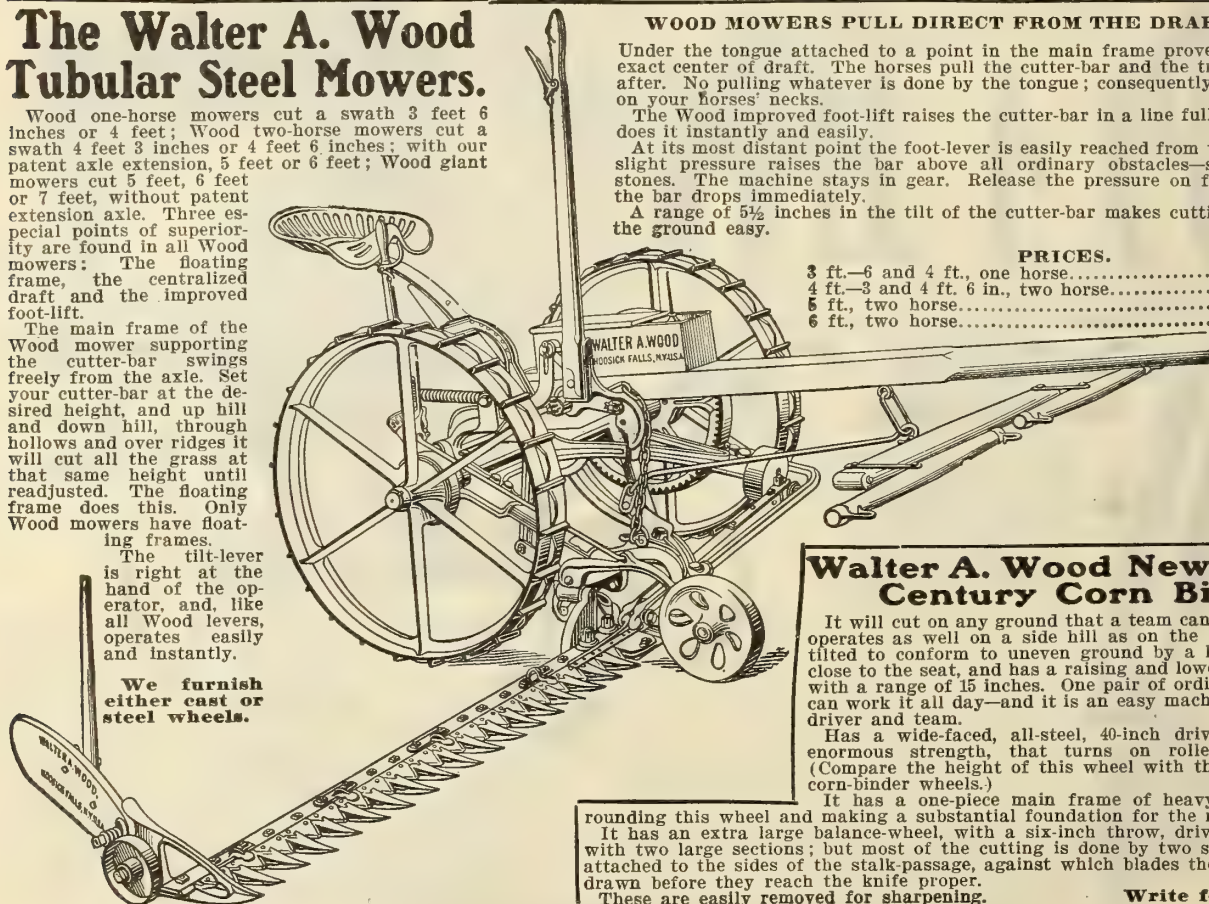 The Walter A. Wood
Tubular Steel Mowers.
Wood one-horse mowers cut a swath 3 feet 6
inches or 4 feet; Wood two-horse mowers cut a
swath 4 feet 3 inches or 4 feet 6 inches; with our
patent axle extension, 5 feet or 6 feet; Wood giant
mowers cut 5 feet, 6 feet
or 7 feet, without patent
extension axle. Three es-
pecial points of superior-
ity are found in all Wood
mowers: The floating
frame, the centralized
draft and the improved
foot-lift.
The main frame of the
Wood mower supporting
the cutter-bar swings
freely from the axle. Set
your cutter-bar at the de-
sired height, and up hill
and down hill, through
hollows and over ridges it
will cut all the grass at
that same height until
readjusted. The floating
frame does this. Only
Wood mowers have float-
ing frames.
The tilt-lever
is right at the
hand of the op-
erator, and, like
all Wood levers,
operates easily
and instantly.
We furnish
either cast or
steel wheels.
WALTER A. WOOD,
HOOSICK FALLS, N.Y. USA
WALTER A. WOOD
HOOSICK FALLS, N.Y. U.S.A.
WOOD MOWERS PULL DIRECT FROM THE
Under the tongue attached to a point in the main frame
exact center of draft. The horses pull the cutter-bar and the
after. No pulling whatever is done by the tongue; consequently
on your horses' necks.
The Wood improved foot-lift raises the cutter-bar in a line
does it instantly and easily.
At its most distant point the foot-lever is easily reached from
slight pressure raises the bar above all ordinary obstacles—
stones. The machine stays in gear. Release the pressure on
the bar drops immediately.
A range of 5½ inches in the tilt of the cutter-bar makes
the ground easy.
PRICES.
3 ft.—6 and 4 ft., one horse
4 ft.—3 and 4 ft. 6 in., two horse
5 ft., two horse
6 ft., two horse
Walter A. Wood New
Century Corn
It will cut on any ground that a team can
operates as well on a side hill as on the
tilted to conform to uneven ground by a
close to the seat, and has a raising and
with a range of 15 inches. One pair of
can work it all day—and it is an easy
driver and team.
Has a wide-faced, all-steel, 40-inch
enormous strength, that turns on
(Compare the height of this wheel with
corn-binder wheels.)
It has a one-piece main frame of heavy
rounding this wheel and making a substantial foundation for the
It has an extra large balance-wheel, with a six-inch throw,
with two large sections; but most of the cutting is done by two
attached to the sides of the stalk-passage, against which blades
drawn before they reach the knife proper.
These are easily removed for sharpening.
Write